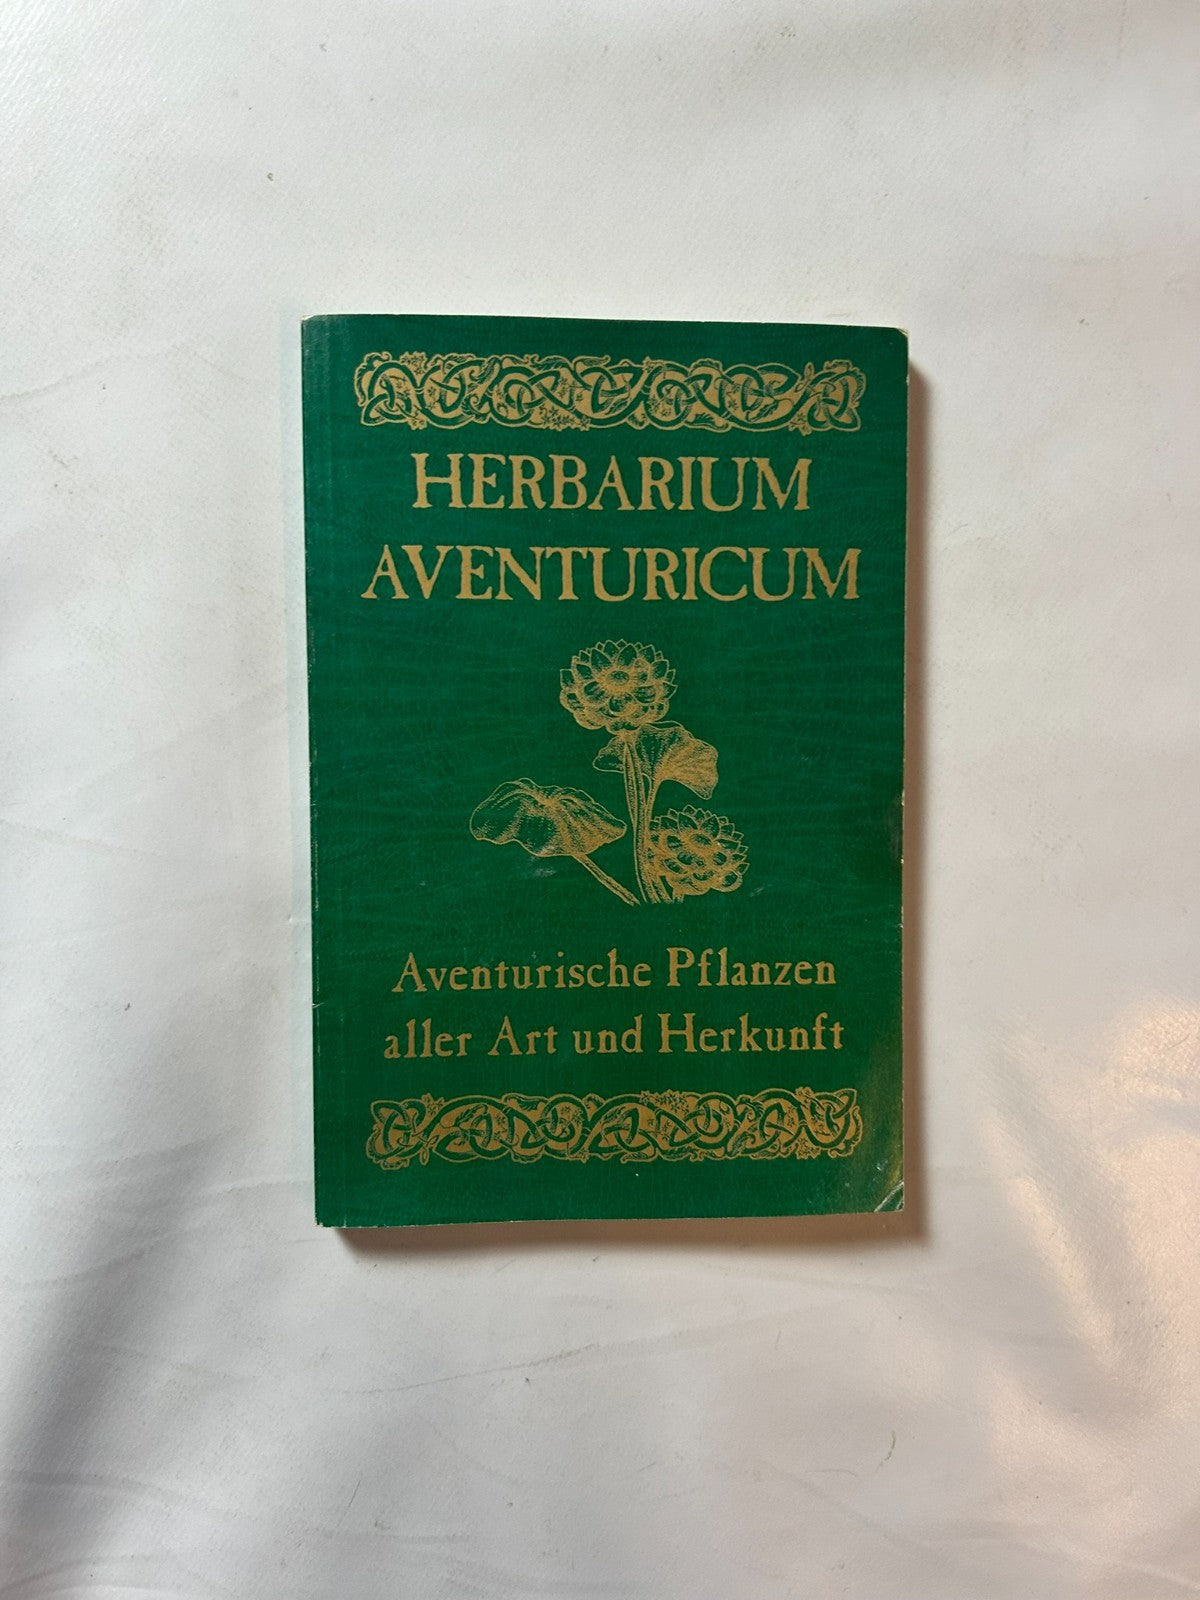 HERBARIUM
AVENTURICUM
Aventurische Pflanzen
aller Art und Herkunft